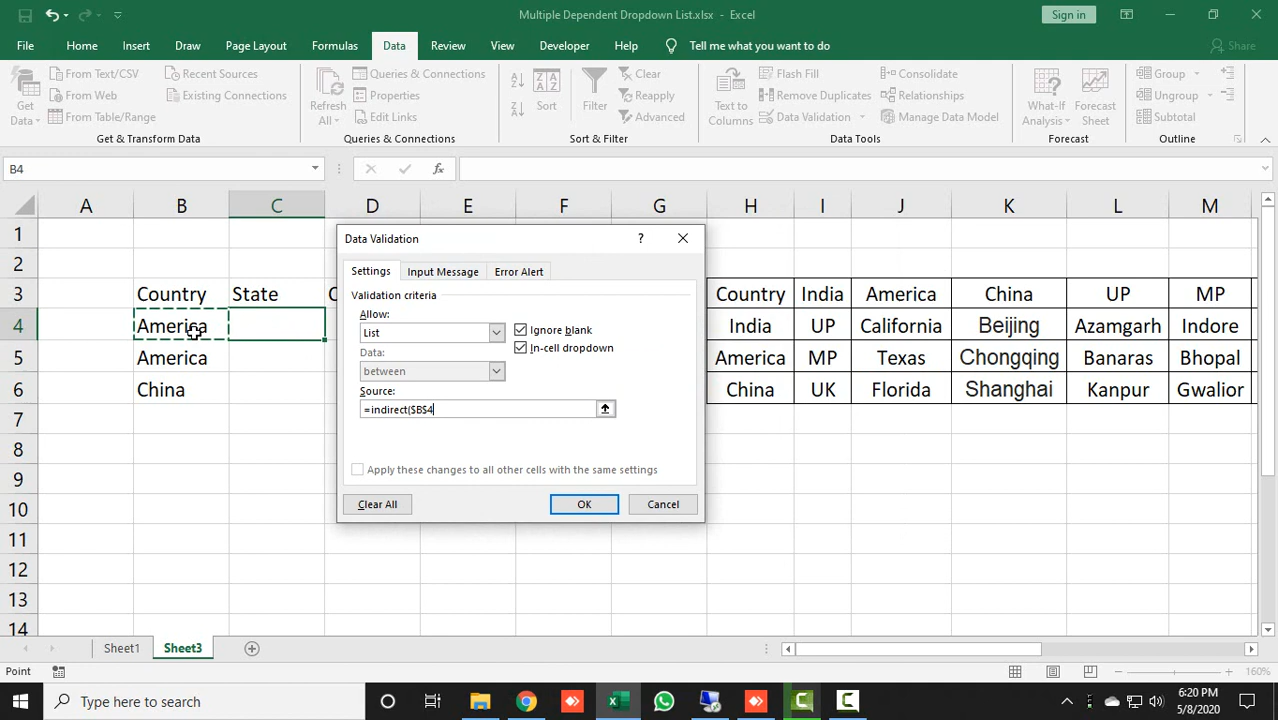 Multiple Dependent Dropdown List.xlsx - Excel
Sign in
File Home Insert Draw Page Layout Formulas Data Review View Developer Help Tell me what you want to do Share
Get Data
From Text/CSV
From Web
From Table/Range
Recent Sources
Existing Connections
Get & Transform Data
Refresh All
Queries & Connections
Properties
Edit Links
Queries & Connections
Sort
Filter
Clear
Reapply
Advanced
Sort & Filter
Text to Columns
Flash Fill
Remove Duplicates
Data Validation
Consolidate
Relationships
Manage Data Model
Data Tools
What-If Analysis
Forecast Sheet
Forecast
Group
Ungroup
Subtotal
Outline
B4 fx
A B C D E F G H I J K L M
1
2
3 Country State C Country India America China UP MP
4 America India UP California Beijing Azamgarh Indore
5 America America MP Texas Chongqing Banaras Bhopal
6 China China UK Florida Shanghai Kanpur Gwalior
7
8
9
10
11
12
13
14
Data Validation ?
Settings Input Message Error Alert
Validation criteria
Allow:
List
Ignore blank
In-cell dropdown
Data:
between
Source:
=indirect($B$4
Apply these changes to all other cells with the same settings
Clear All OK Cancel
Sheet1 Sheet3
Point 160%
Type here to search
6:20 PM
5/8/2020